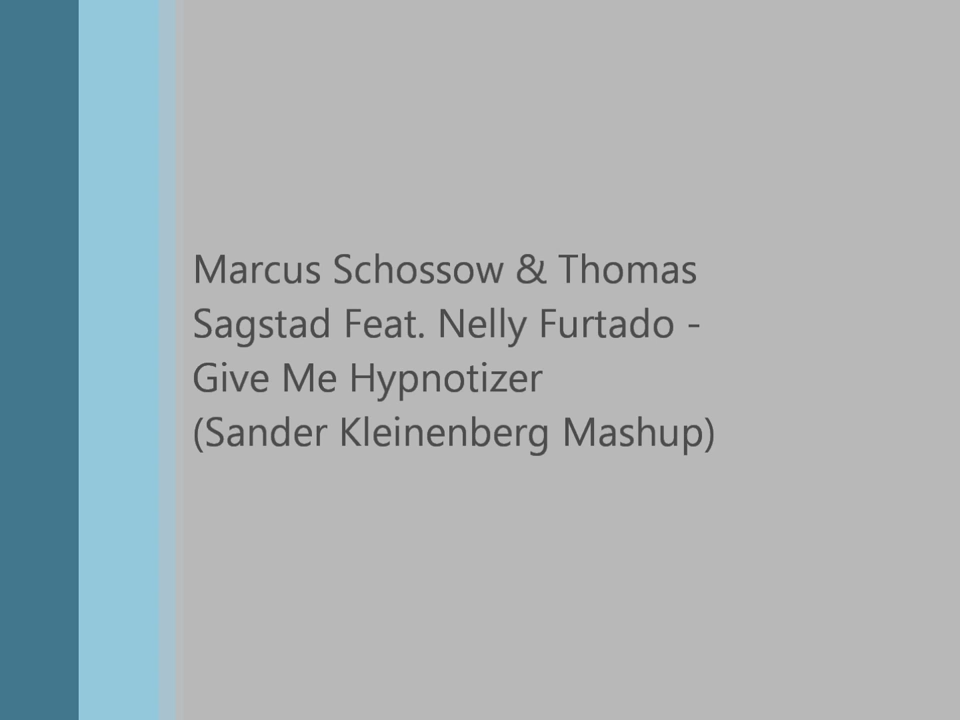 Marcus Schossow & Thomas
Sagstad Feat. Nelly Furtado -
Give Me Hypnotizer
(Sander Kleinenberg Mashup)